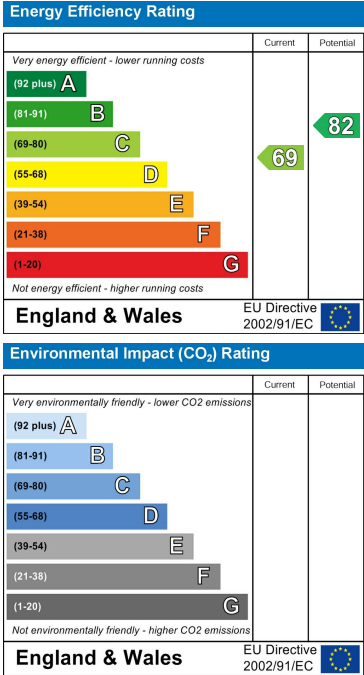 Energy Efficiency Rating
Current Potential
Very energy efficient - lower running costs
(92 plus) A
(81-91) B
(69-80) C
(55-68) D
(39-54) E
(21-38) F
(1-20) G
82
69
Not energy efficient - higher running costs
England & Wales
EU Directive
2002/91/EC
Environmental Impact (CO₂) Rating
Current Potential
Very environmentally friendly - lower CO2 emissions
(92 plus) A
(81-91) B
(69-80) C
(55-68) D
(39-54) E
(21-38) F
(1-20) G
Not environmentally friendly - higher CO2 emissions
England & Wales
EU Directive
2002/91/EC